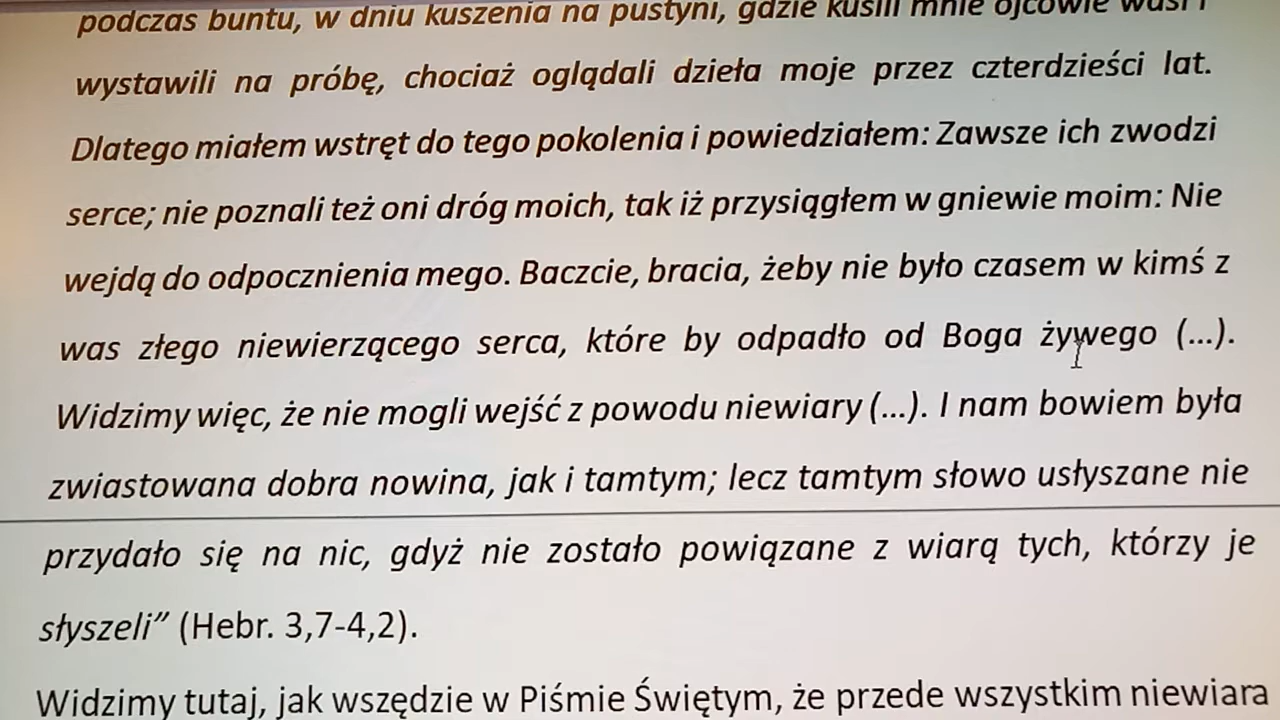 podczas buntu, w dniu kuszenia na pustyni, gdzie kusili mnie ojcowie wasi i
wystawili na próbę, chociaż oglądali dzieła moje przez czterdzieści lat.
Dlatego miałem wstręt do tego pokolenia i powiedziałem: Zawsze ich zwodzi
serce; nie poznali też oni dróg moich, tak iż przysiągłem w gniewie moim: Nie
wejdą do odpocznienia mego. Baczcie, bracia, żeby nie było czasem w kimś z
was złego niewierzącego serca, które by odpadło od Boga żywego (...).
Widzimy więc, że nie mogli wejść z powodu niewiary (...). I nam bowiem była
zwiastowana dobra nowina, jak i tamtym; lecz tamtym słowo usłyszane nie
przydało się na nic, gdyż nie zostało powiązane z wiarą tych, którzy je
słyszeli” (Hebr. 3,7-4,2).
Widzimy tutaj, jak wszędzie w Piśmie Świętym, że przede wszystkim niewiara